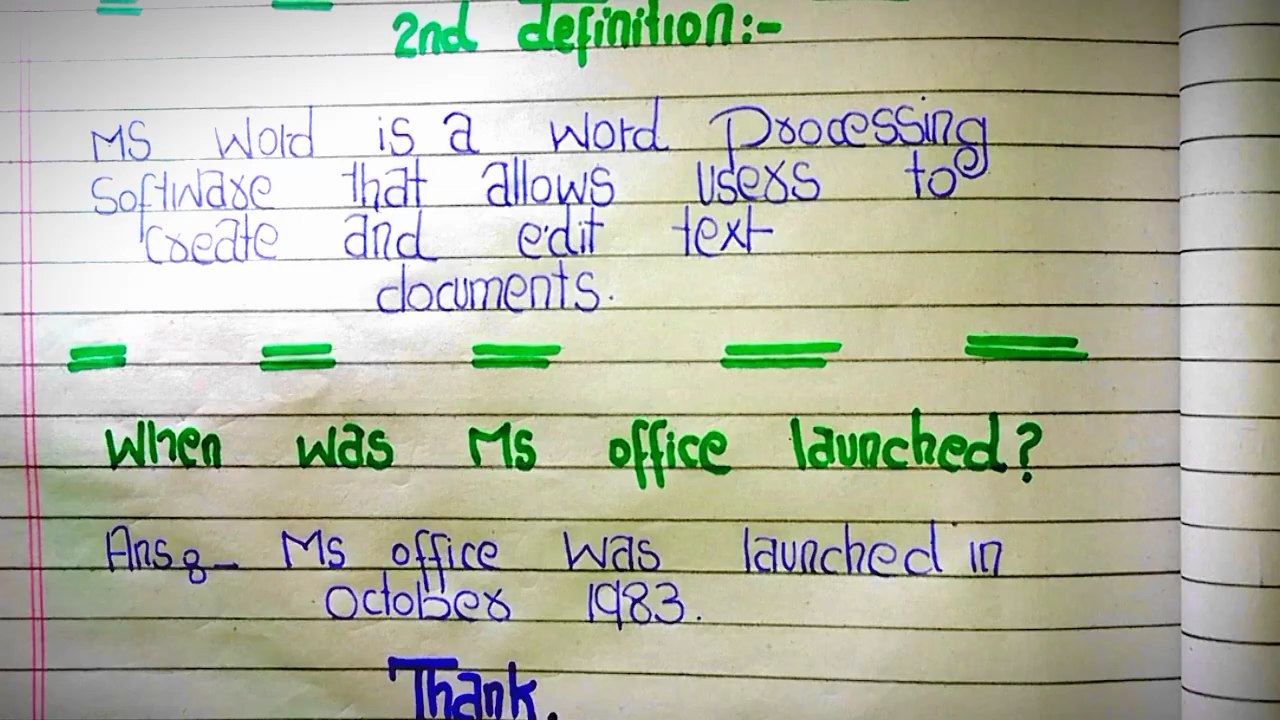 2nd definition:-
MS Word is a word Processing
Software that allows users to
Create and edit text
documents.
When was Ms office launched?
Ans:- Ms office was launched in
October 1983.
Thank.